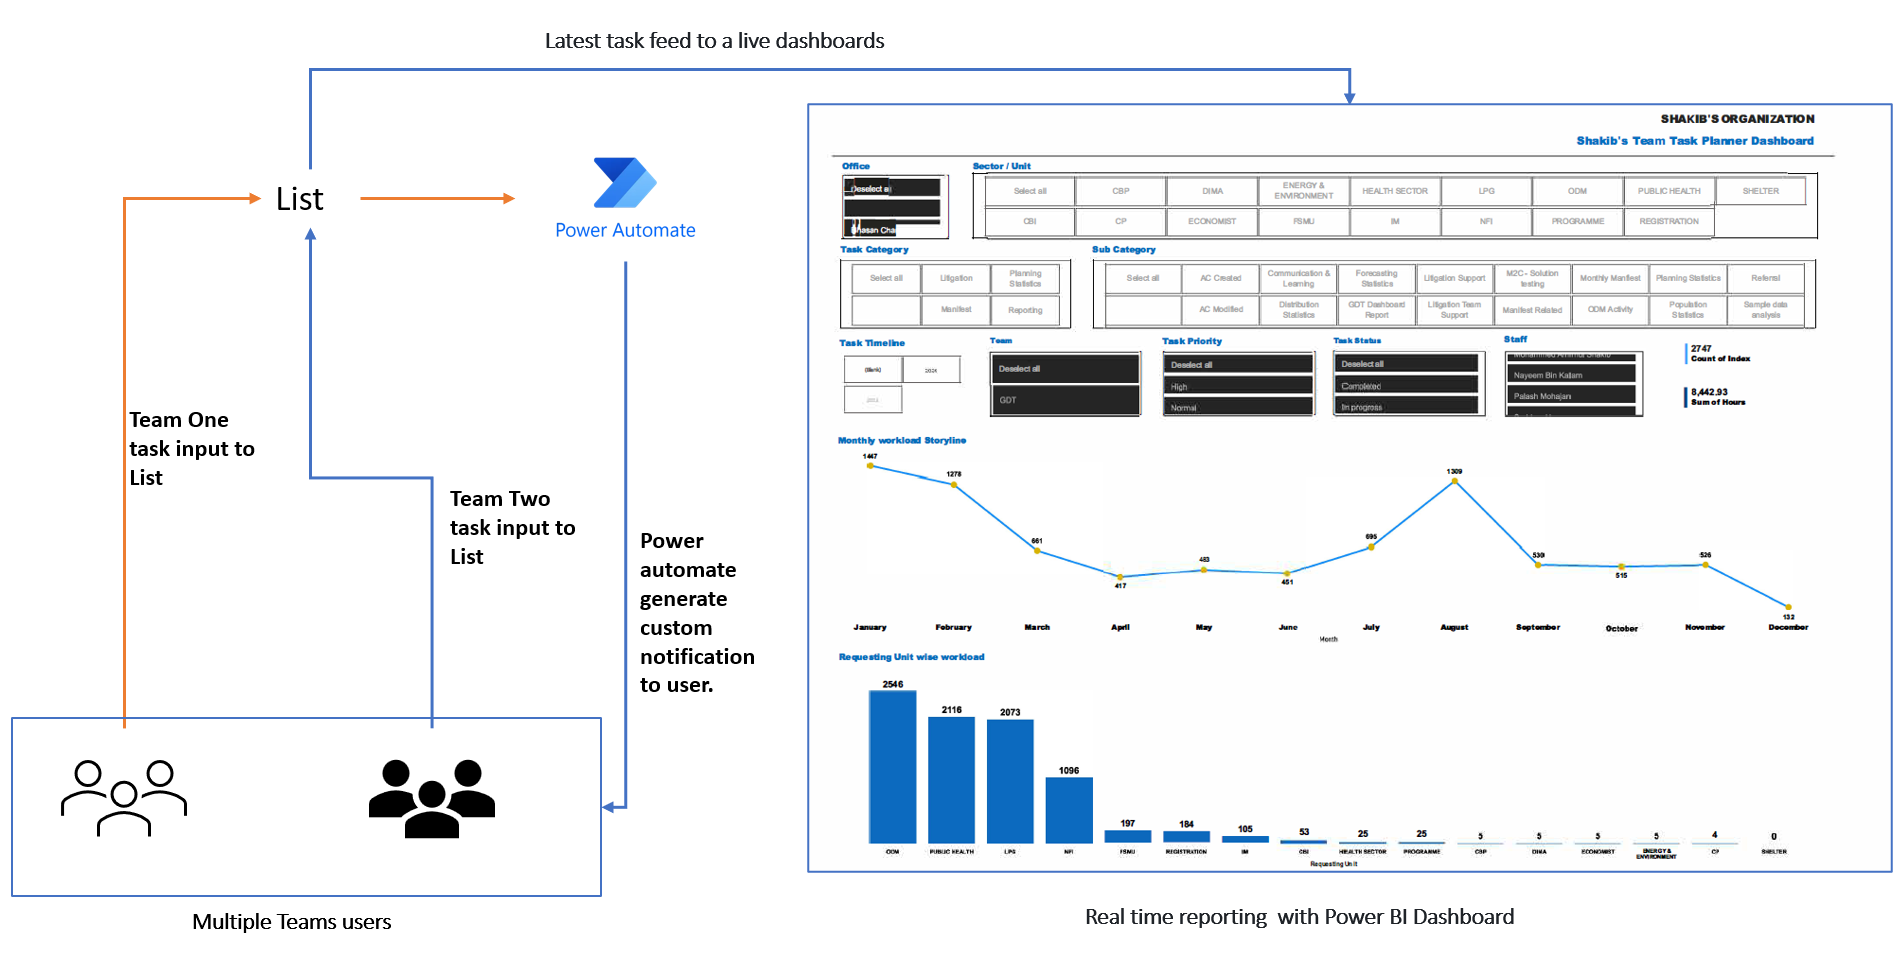 Latest task feed to a live dashboards
List
Power Automate
Team One
task input to
List
Team Two
task input to
List
Power
automate
generate
custom
notification
to user.
Multiple Teams users
SHAKIB'S ORGANIZATION
Shakib's Team Task Planner Dashboard
Office
Deselect all
Bhasan Char
Sector / Unit
Select all CBP DIMA ENERGY & ENVIRONMENT HEALTH SECTOR LPG ODM PUBLIC HEALTH SHELTER
CBI CP ECONOMIST FSMU IM NFI PROGRAMME REGISTRATION
Task Category
Select all Litigation Planning Statistics
Manifest Reporting
Sub Category
Select all AC Created Communication & Learning Forecasting Statistics Litigation Support M2C - Solution testing Monthly Manifest Planning Statistics Referral
AC Modified Distribution Statistics GDT Dashboard Report Litigation Team Support Manifest Related ODM Activity Population Statistics Sample data analysis
Task Timeline
(Blank)
Team
Deselect all
GDT
Task Priority
Deselect all
High
Normal
Task Status
Deselect all
Completed
In progress
Staff
Nayeem Bin Kallam
Palash Mohajan
2747
Count of Index
8,442.93
Sum of Hours
Monthly workload Storyline
1447 1278 661 417 483 451 695 1309 530 515 526 132
January February March April May June July August September October November December
Month
Requesting Unit wise workload
2546 2116 2073 1096 197 184 105 53 25 25 5 5 5 5 4 0
ODM PUBLIC HEALTH LPG NFI FSMU REGISTRATION IM CBI HEALTH SECTOR PROGRAMME CBP DIMA ECONOMIST ENERGY & ENVIRONMENT CP SHELTER
Requesting Unit
Real time reporting with Power BI Dashboard